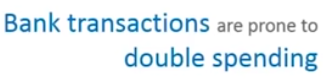 Bank transactions are prone to
double spending